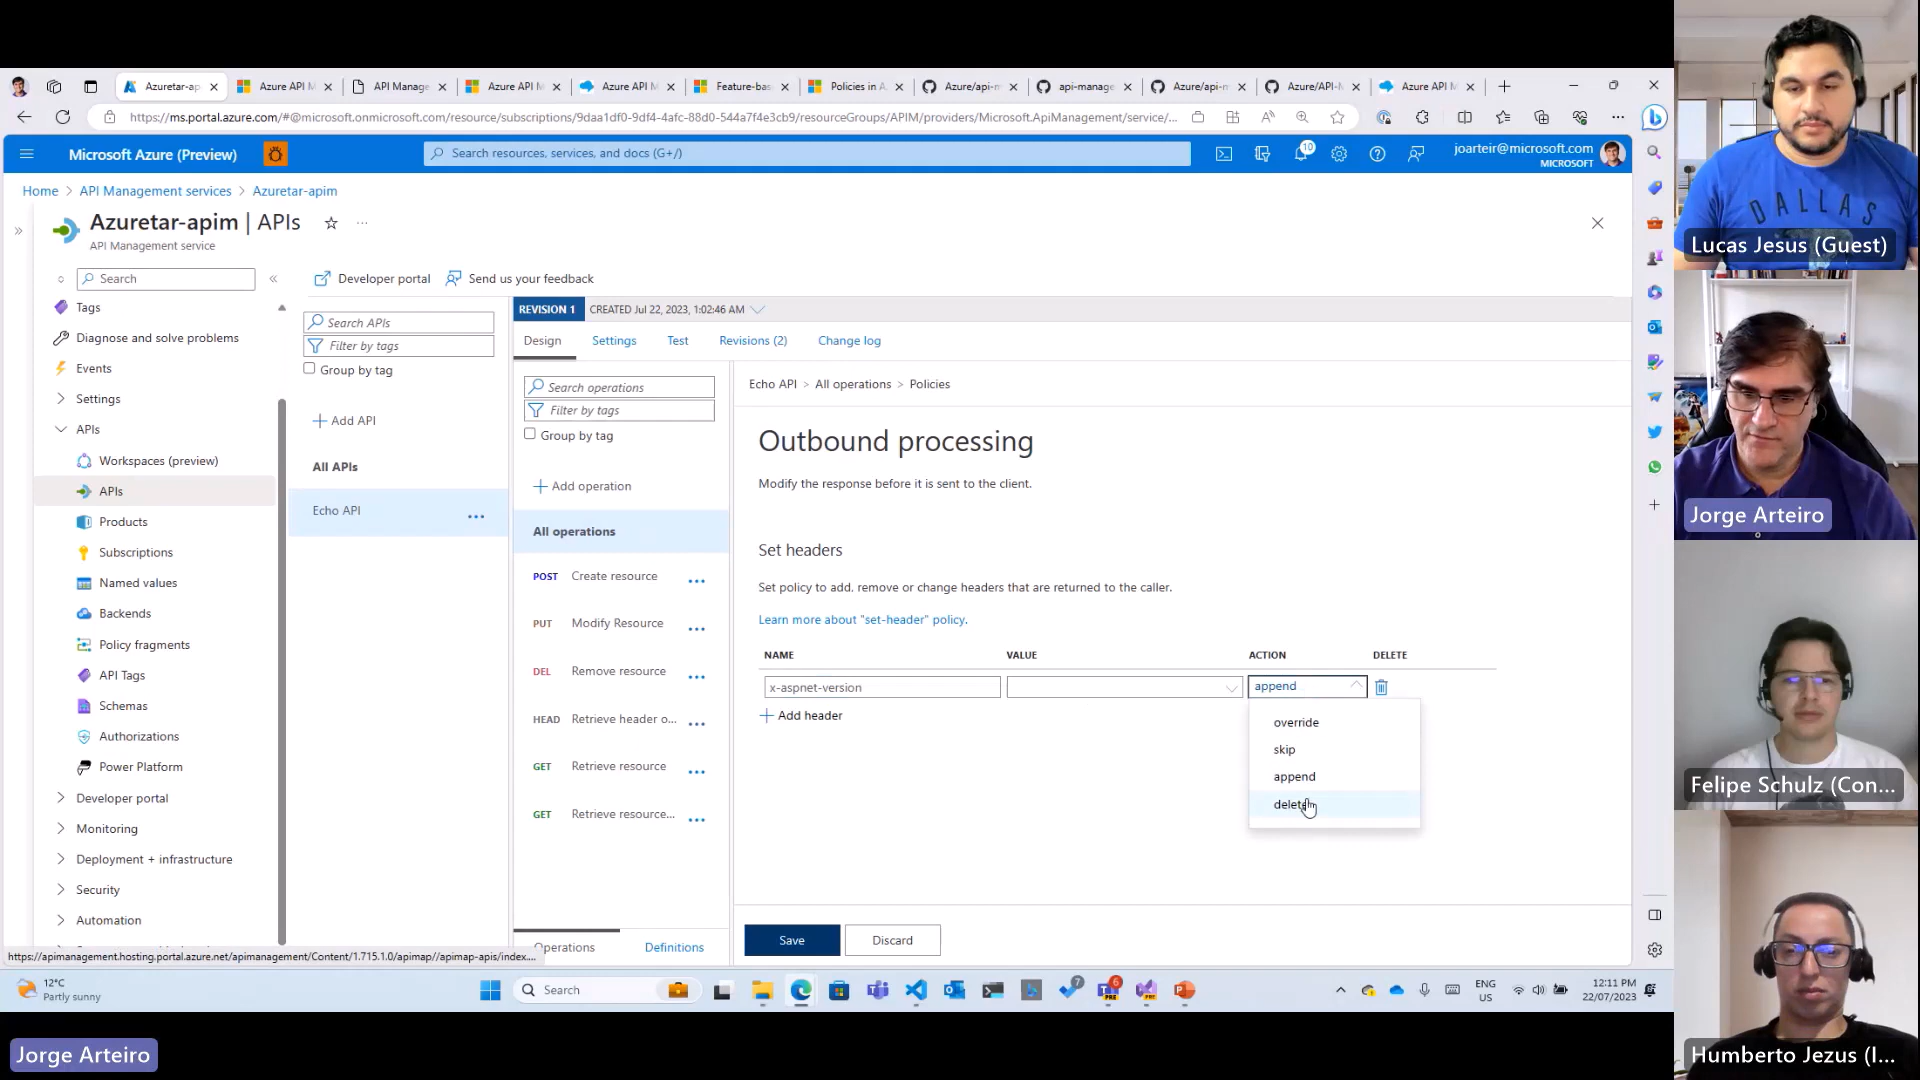 Azuretar-ap
Azure API M
API Manage
Azure API M
Azure API M
Feature-bas
Policies in A
Azure/api-m
api-manage
Azure/api-m
Azure/API-M
Azure API M
https://ms.portal.azure.com/#@microsoft.onmicrosoft.com/resource/subscriptions/9daa1df0-9df4-4afc-88d0-544a7f4e3cb9/resourceGroups/APIM/providers/Microsoft.ApiManagement/service/...
Microsoft Azure (Preview)
Search resources, services, and docs (G+/)
10
joarteir@microsoft.com
MICROSOFT
Home > API Management services > Azuretar-apim
Azuretar-apim | APIs
API Management service
Search
Developer portal
Send us your feedback
Tags
Diagnose and solve problems
Events
Settings
APIs
Workspaces (preview)
APIs
Products
Subscriptions
Named values
Backends
Policy fragments
API Tags
Schemas
Authorizations
Power Platform
Developer portal
Monitoring
Deployment + infrastructure
Security
Automation
Search APIs
Filter by tags
Group by tag
Add API
All APIs
Echo API
REVISION 1 CREATED Jul 22, 2023, 1:02:46 AM
Design Settings Test Revisions (2) Change log
Search operations
Filter by tags
Group by tag
Add operation
All operations
POST Create resource
PUT Modify Resource
DEL Remove resource
HEAD Retrieve header o...
GET Retrieve resource
GET Retrieve resource...
Operations Definitions
Echo API > All operations > Policies
Outbound processing
Modify the response before it is sent to the client.
Set headers
Set policy to add, remove or change headers that are returned to the caller.
Learn more about "set-header" policy.
NAME VALUE ACTION DELETE
x-aspnet-version append
Add header
override
skip
append
delete
Save Discard
https://apimanagement.hosting.portal.azure.net/apimanagement/Content/1.715.1.0/apimap//apimap-apis/index....
12°C
Partly sunny
Search
7
6
PRE
PRE
ENG
US
12:11 PM
22/07/2023
Jorge Arteiro
DALLAS
Lucas Jesus (Guest)
Jorge Arteiro
Felipe Schulz (Con...
Humberto Jezus (I...